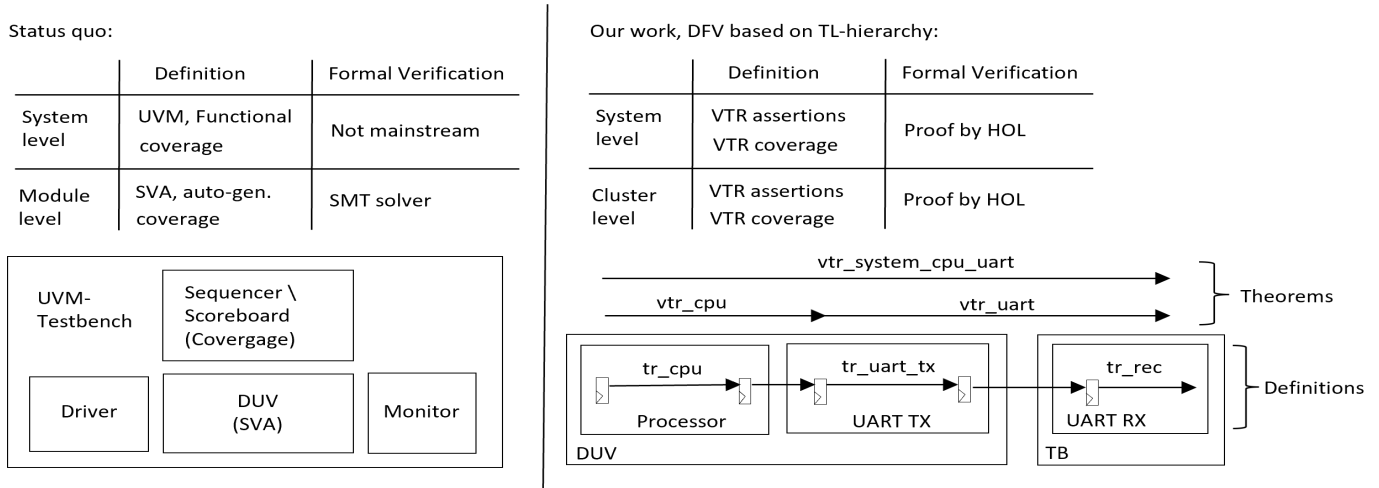 Status quo:
Definition
Formal Verification
System
level
UVM, Functional
coverage
Not mainstream
Module
level
SVA, auto-gen.
coverage
SMT solver
UVM-
Testbench
Sequencer \
Scoreboard
(Covergage)
Driver
DUV
(SVA)
Monitor
Our work, DFV based on TL-hierarchy:
Definition
Formal Verification
System
level
VTR assertions
VTR coverage
Proof by HOL
Cluster
level
VTR assertions
VTR coverage
Proof by HOL
vtr_system_cpu_uart
vtr_cpu
vtr_uart
Theorems
tr_cpu
Processor
tr_uart_tx
UART TX
DUV
tr_rec
UART RX
TB
Definitions